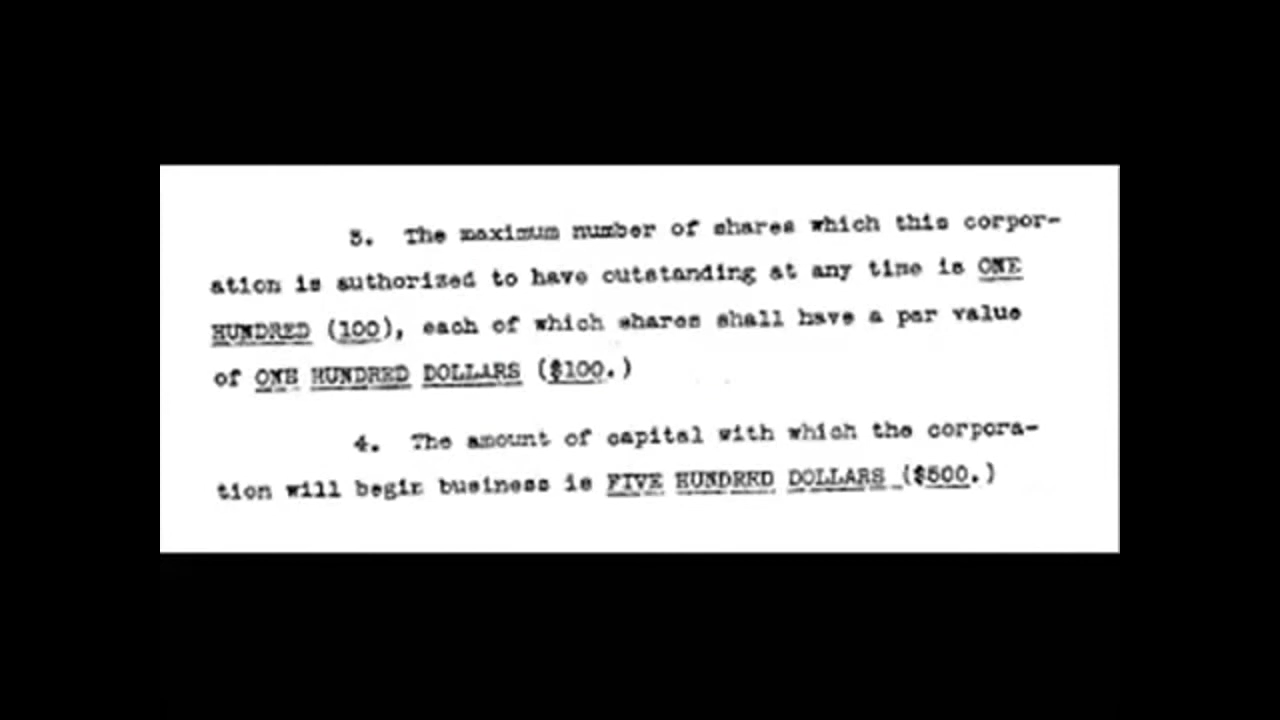 3. The maximum number of shares which this corpor-
ation is authorized to have outstanding at any time is ONE
HUNDRED (100), each of which shares shall have a par value
of ONE HUNDRED DOLLARS ($100.)
4. The amount of capital with which the corpora-
tion will begin business is FIVE HUNDRED DOLLARS ($500.)